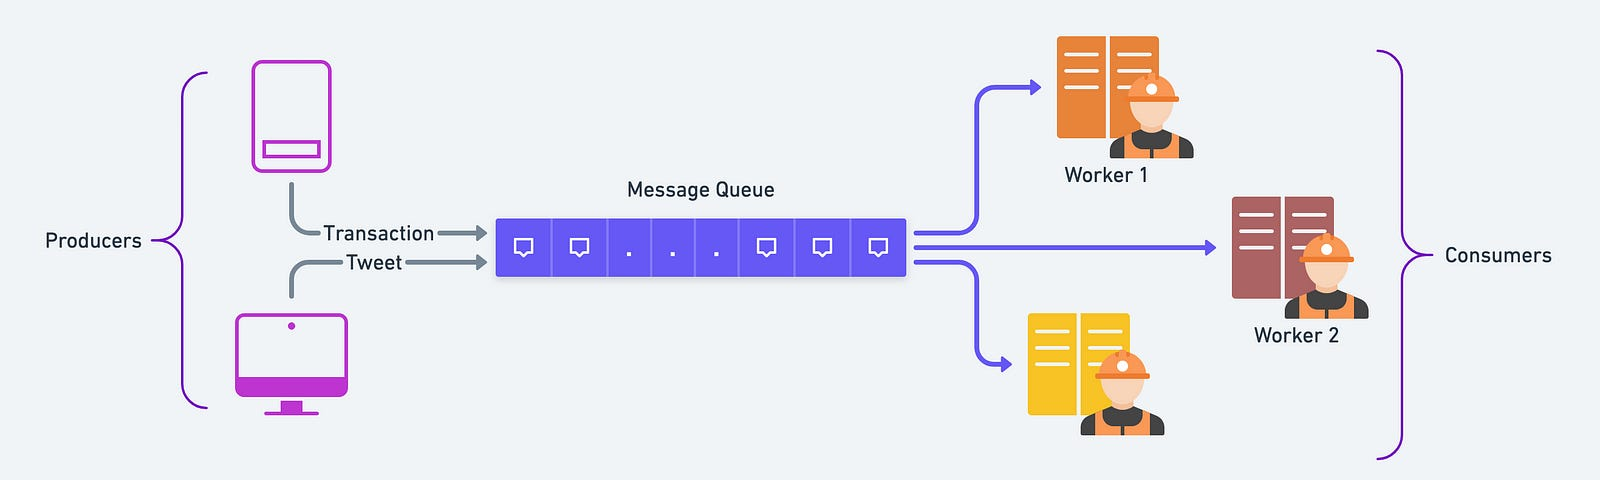 Producers
Transaction
Tweet
Message Queue
Worker 1
Worker 2
Consumers